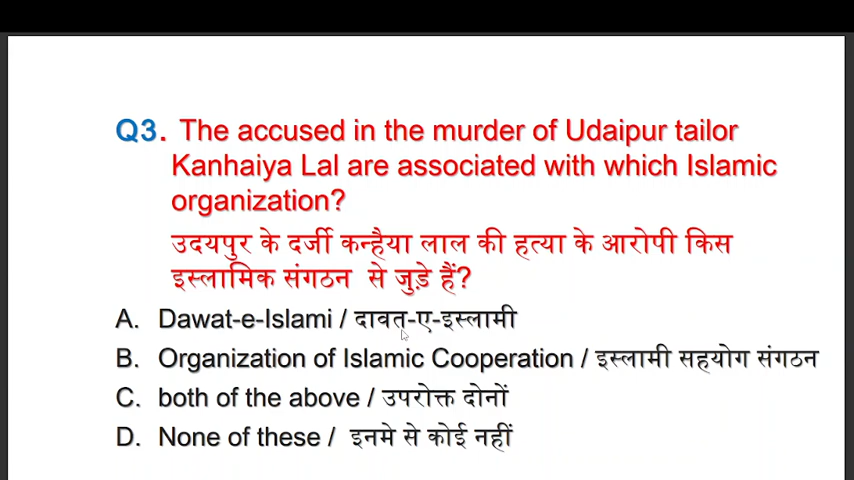 Q3. The accused in the murder of Udaipur tailor
Kanhaiya Lal are associated with which Islamic
organization?
उदयपुर के दर्जी कन्हैया लाल की हत्या के आरोपी किस
इस्लामिक संगठन से जुड़े हैं?
A. Dawat-e-Islami / दावत-ए-इस्लामी
B. Organization of Islamic Cooperation / इस्लामी सहयोग संगठन
C. both of the above / उपरोक्त दोनों
D. None of these / इनमे से कोई नहीं